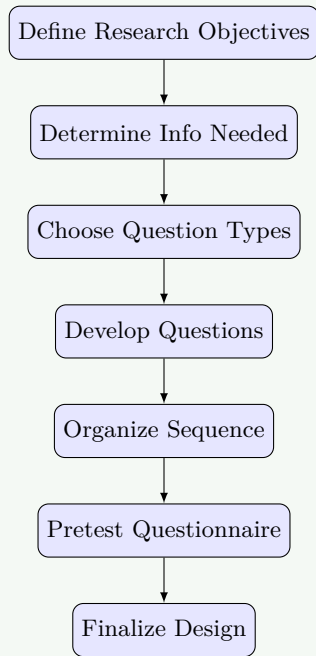 Define Research Objectives
Determine Info Needed
Choose Question Types
Develop Questions
Organize Sequence
Pretest Questionnaire
Finalize Design